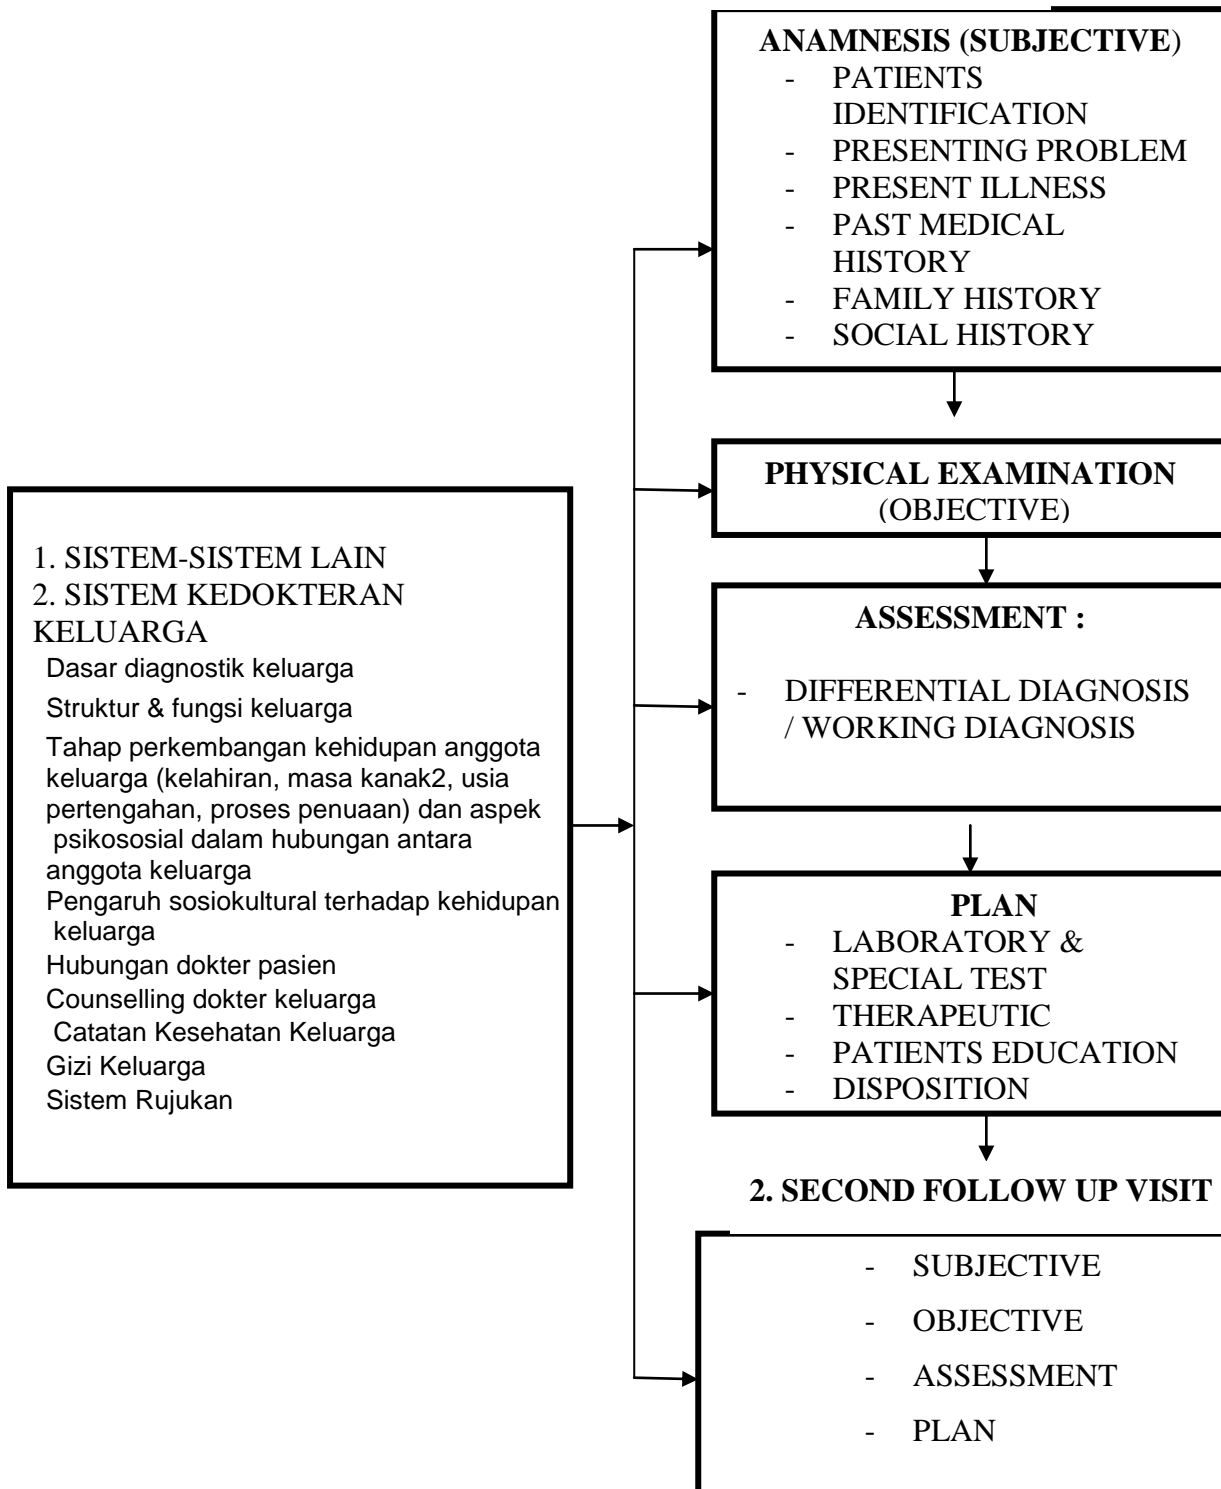 ANAMNESIS (SUBJECTIVE)
- PATIENTS
IDENTIFICATION
- PRESENTING PROBLEM
- PRESENT ILLNESS
- PAST MEDICAL
HISTORY
- FAMILY HISTORY
- SOCIAL HISTORY
PHYSICAL EXAMINATION
(OBJECTIVE)
1. SISTEM-SISTEM LAIN
2. SISTEM KEDOKTERAN
KELUARGA
Dasar diagnostik keluarga
Struktur & fungsi keluarga
Tahap perkembangan kehidupan anggota
keluarga (kelahiran, masa kanak2, usia
pertengahan, proses penuaan) dan aspek
psikososial dalam hubungan antara
anggota keluarga
Pengaruh sosiokultural terhadap kehidupan
keluarga
Hubungan dokter pasien
Counselling dokter keluarga
Catatan Kesehatan Keluarga
Gizi Keluarga
Sistem Rujukan
ASSESSMENT :
- DIFFERENTIAL DIAGNOSIS
/ WORKING DIAGNOSIS
PLAN
- LABORATORY &
SPECIAL TEST
- THERAPEUTIC
- PATIENTS EDUCATION
- DISPOSITION
2. SECOND FOLLOW UP VISIT
- SUBJECTIVE
- OBJECTIVE
- ASSESSMENT
- PLAN